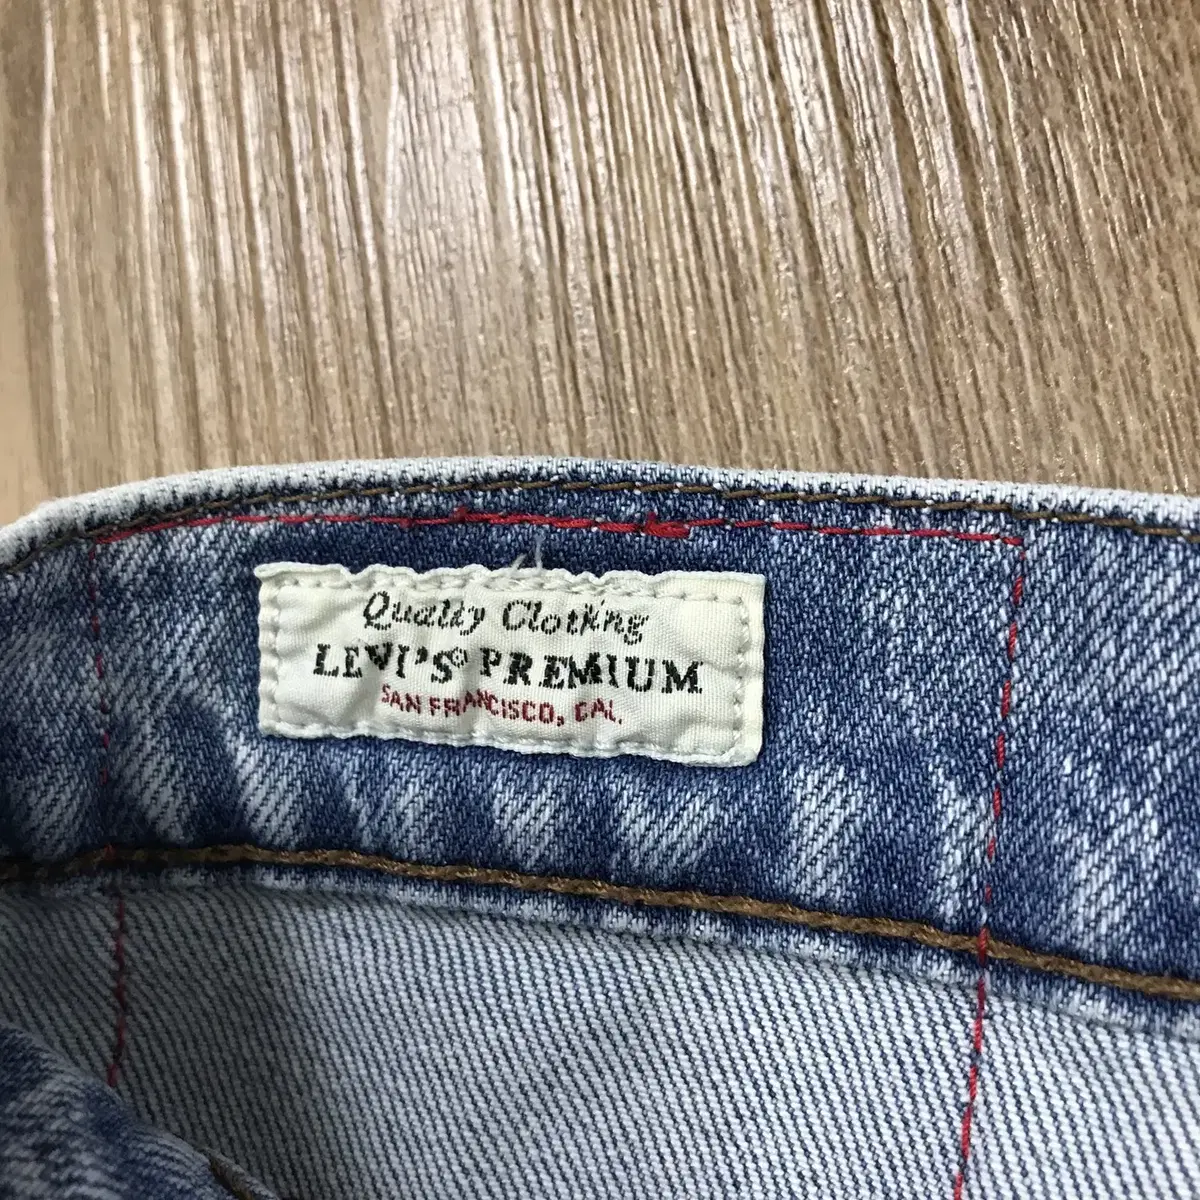 Quality Clothing
LEVI'S® PREMIUM
SAN FRANCISCO, CAL.